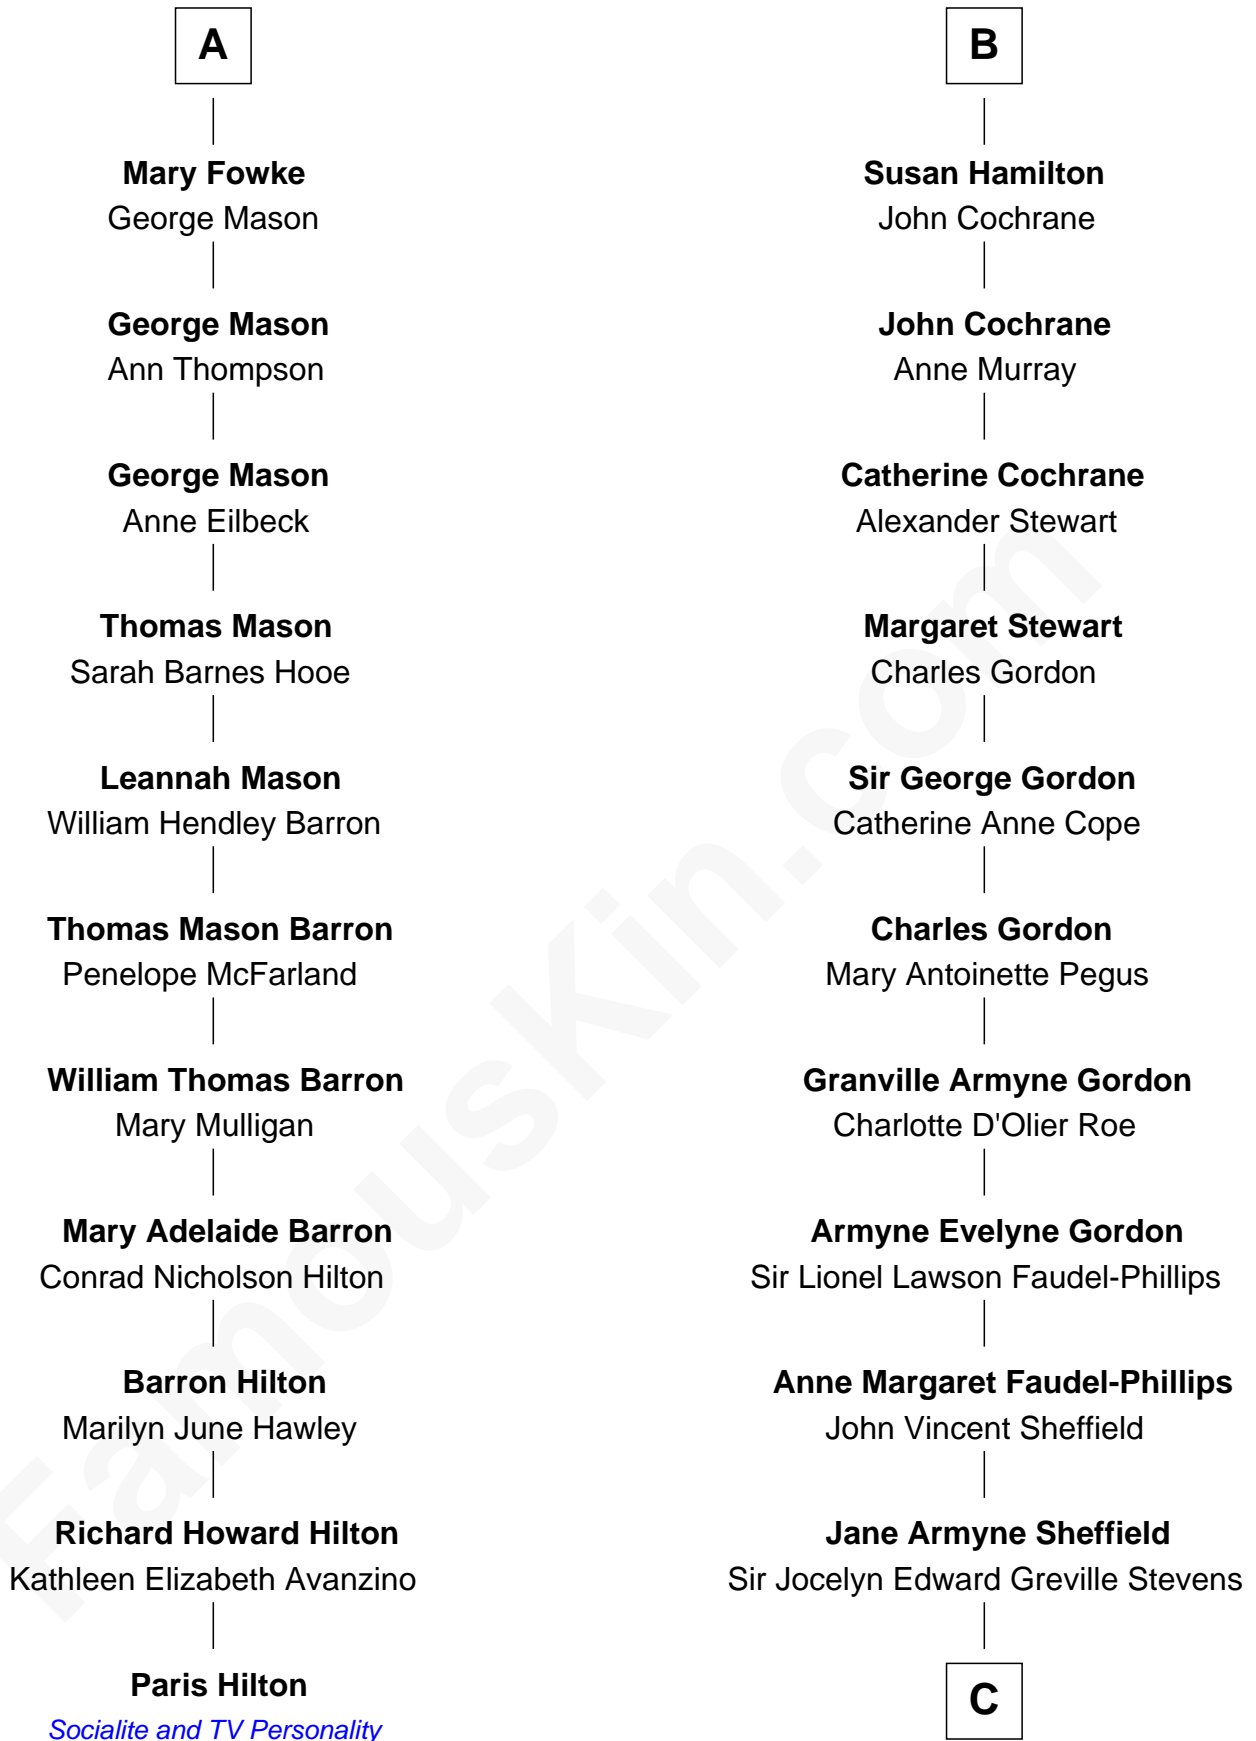 A
Mary Fowke
George Mason
George Mason
Ann Thompson
George Mason
Anne Eilbeck
Thomas Mason
Sarah Barnes Hooe
Leannah Mason
William Hendley Barron
Thomas Mason Barron
Penelope McFarland
William Thomas Barron
Mary Mulligan
Mary Adelaide Barron
Conrad Nicholson Hilton
Barron Hilton
Marilyn June Hawley
Richard Howard Hilton
Kathleen Elizabeth Avanzino
Paris Hilton
Socialite and TV Personality
B
Susan Hamilton
John Cochrane
John Cochrane
Anne Murray
Catherine Cochrane
Alexander Stewart
Margaret Stewart
Charles Gordon
Sir George Gordon
Catherine Anne Cope
Charles Gordon
Mary Antoinette Pegus
Granville Armyne Gordon
Charlotte D'Olier Roe
Armyne Evelyne Gordon
Sir Lionel Lawson Faudel-Phillips
Anne Margaret Faudel-Phillips
John Vincent Sheffield
Jane Armyne Sheffield
Sir Jocelyn Edward Greville Stevens
C
FamousKin.com